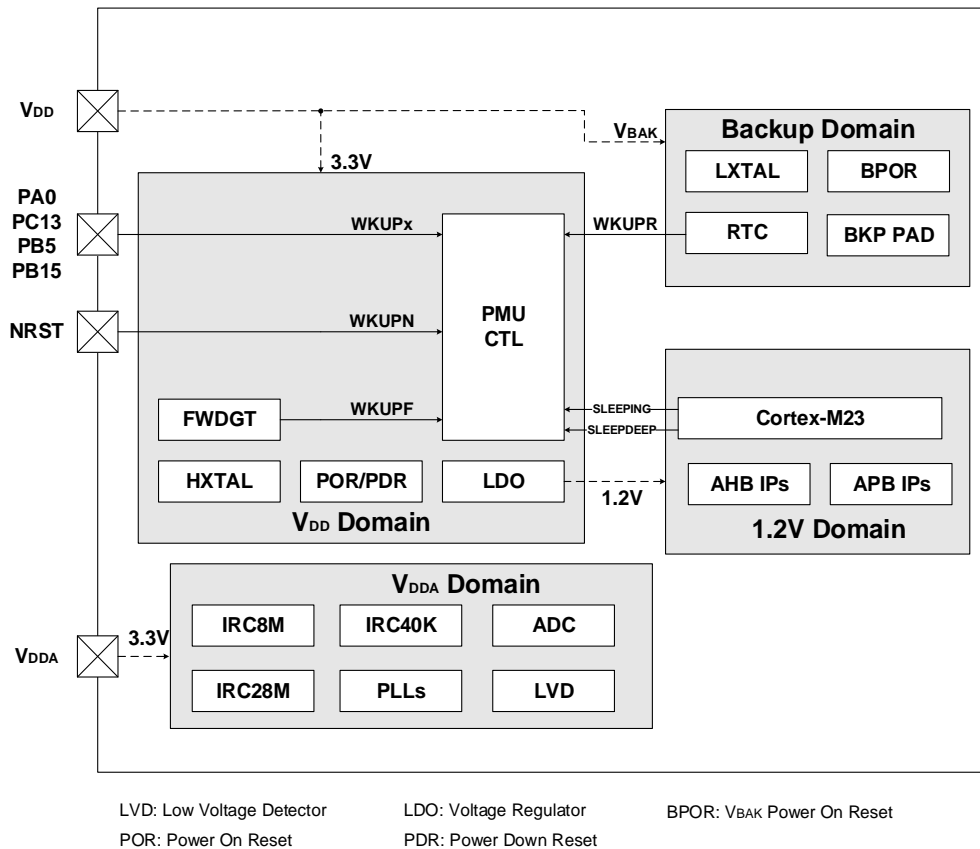 VDD
VBAK
3.3V
Backup Domain
LXTAL
BPOR
RTC
BKP PAD
PA0
PC13
PB5
PB15
WKUPx
WKUPR
PMU
CTL
NRST
WKUPN
FWDGT
WKUPF
SLEEPING
SLEEPDEEP
Cortex-M23
HXTAL
POR/PDR
LDO
1.2V
AHB IPs
APB IPs
VDD Domain
1.2V Domain
VDDA Domain
VDDA
3.3V
IRC8M
IRC40K
ADC
IRC28M
PLLs
LVD
LVD: Low Voltage Detector
LDO: Voltage Regulator
BPOR: VBAK Power On Reset
POR: Power On Reset
PDR: Power Down Reset